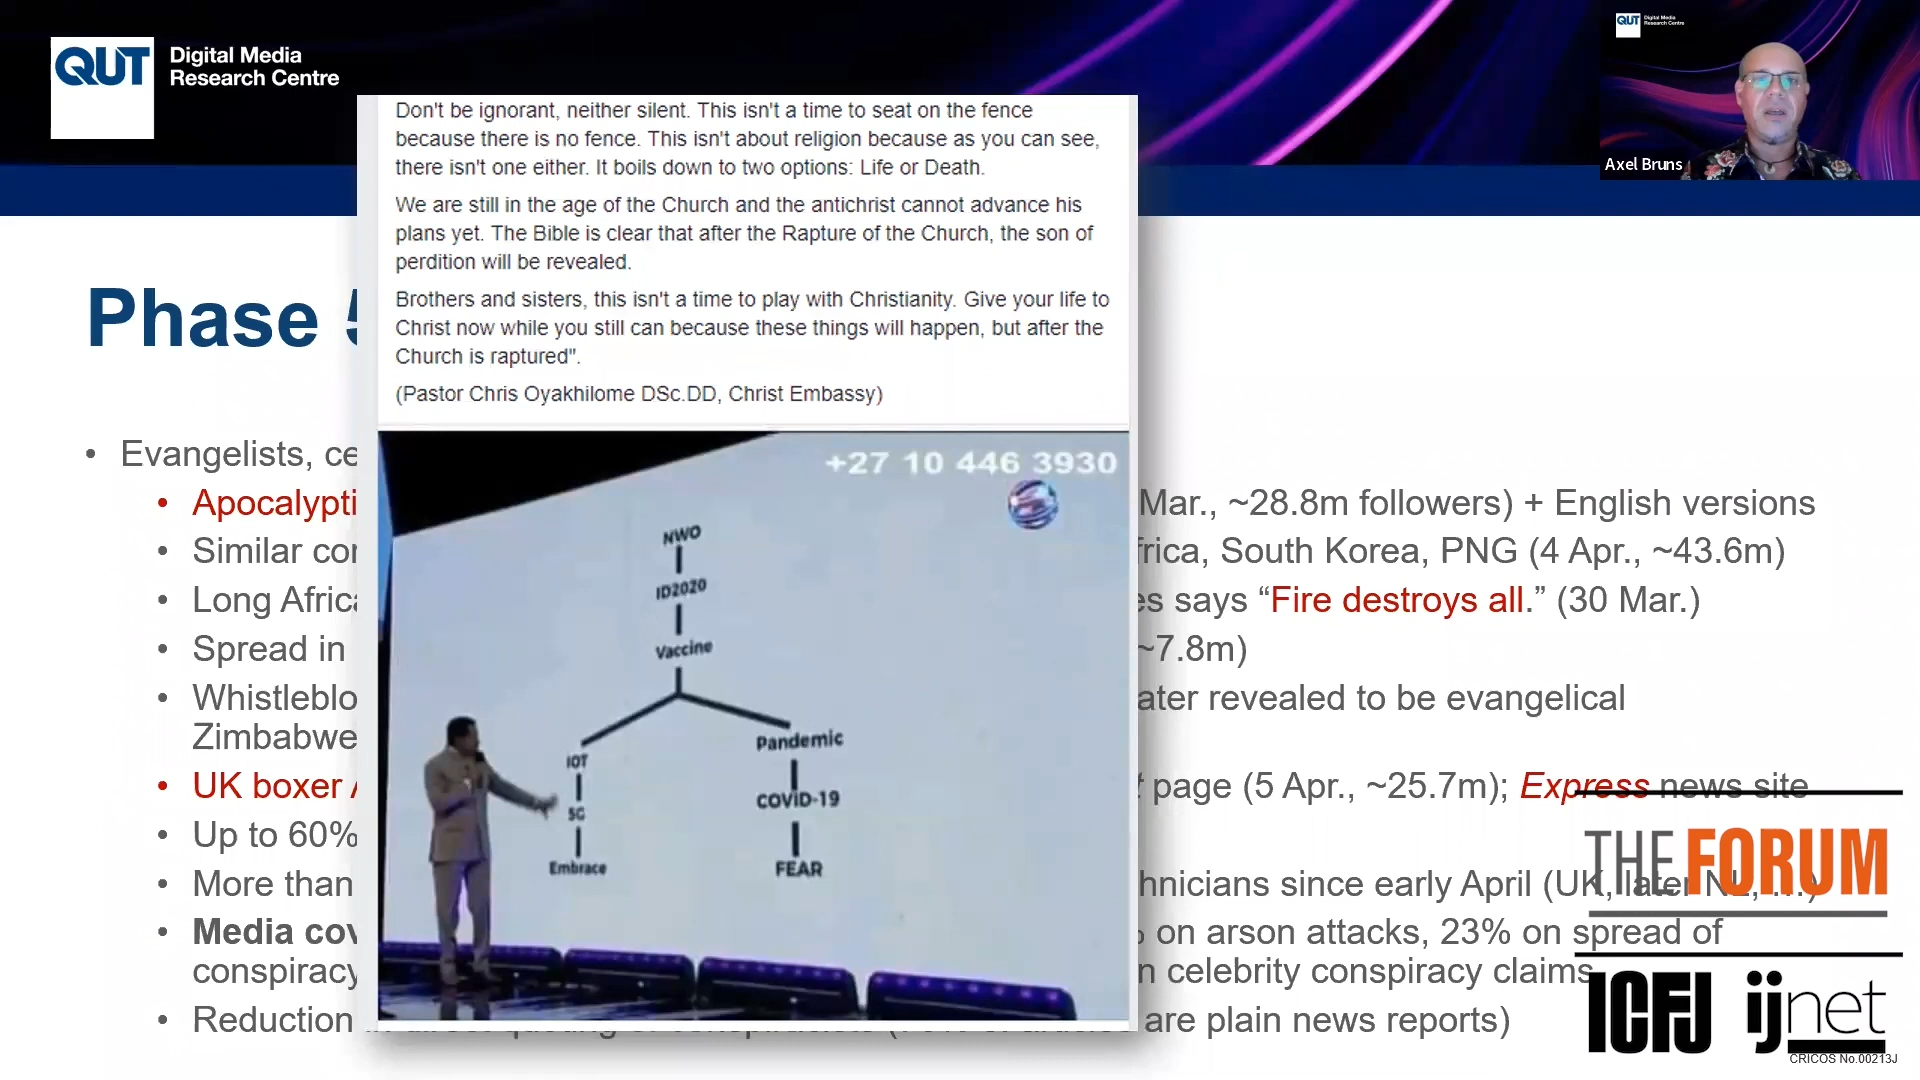 QUT
Digital Media
Research Centre
QUT
Digital Media
Research Centre
Axel Bruns
Don't be ignorant, neither silent. This isn't a time to seat on the fence
because there is no fence. This isn't about religion because as you can see,
there isn't one either. It boils down to two options: Life or Death.
We are still in the age of the Church and the antichrist cannot advance his
plans yet. The Bible is clear that after the Rapture of the Church, the son of
perdition will be revealed.
Brothers and sisters, this isn't a time to play with Christianity. Give your life to
Christ now while you still can because these things will happen, but after the
Church is raptured".
(Pastor Chris Oyakhilome DSc.DD, Christ Embassy)
+27 10 446 3930
NWO
ID2020
Vaccine
IOT
Pandemic
5G
COVID-19
Embrace
FEAR
Phase 5
• Evangelists, ce
• Apocalypti Mar., ~28.8m followers) + English versions
• Similar cor frica, South Korea, PNG (4 Apr., ~43.6m)
• Long Africa es says “Fire destroys all.” (30 Mar.)
• Spread in ~7.8m)
• Whistleblo ater revealed to be evangelical
Zimbabwe
• UK boxer page (5 Apr., ~25.7m); Express news site
• Up to 60%
• More than hnicians since early April (UK, later NL, …)
• Media cov on arson attacks, 23% on spread of
conspiracy n celebrity conspiracy claims
• Reduction are plain news reports)
THE FORUM
ICFJ ijnet
CRICOS No.00213J